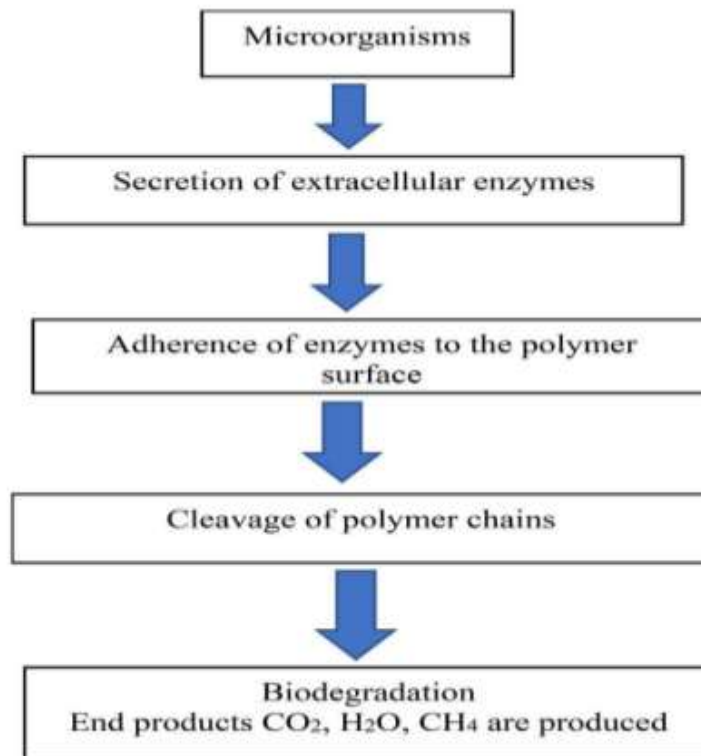 Microorganisms
Secretion of extracellular enzymes
Adherence of enzymes to the polymer
surface
Cleavage of polymer chains
Biodegradation
End products CO₂, H₂O, CH₄ are produced